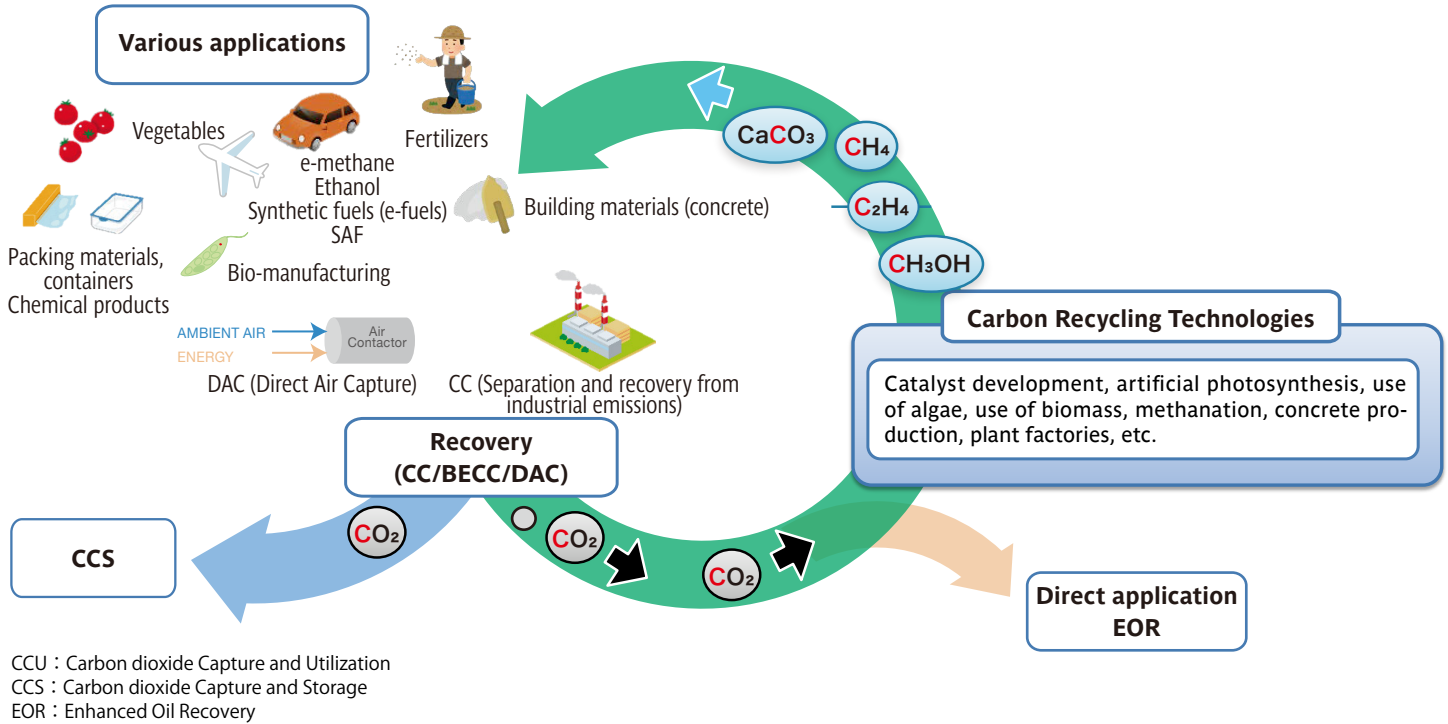 Various applications
Vegetables
Fertilizers
e-methane
Ethanol
Synthetic fuels (e-fuels)
SAF
Building materials (concrete)
Packing materials,
containers
Chemical products
Bio-manufacturing
CaCO₃
CH₄
C₂H₄
CH₃OH
Carbon Recycling Technologies
Catalyst development, artificial photosynthesis, use
of algae, use of biomass, methanation, concrete pro-
duction, plant factories, etc.
AMBIENT AIR
ENERGY
Air
Contactor
DAC (Direct Air Capture)
CC (Separation and recovery from
industrial emissions)
Recovery
(CC/BECC/DAC)
CO₂
CO₂
CO₂
CCS
Direct application
EOR
CCU：Carbon dioxide Capture and Utilization
CCS：Carbon dioxide Capture and Storage
EOR：Enhanced Oil Recovery